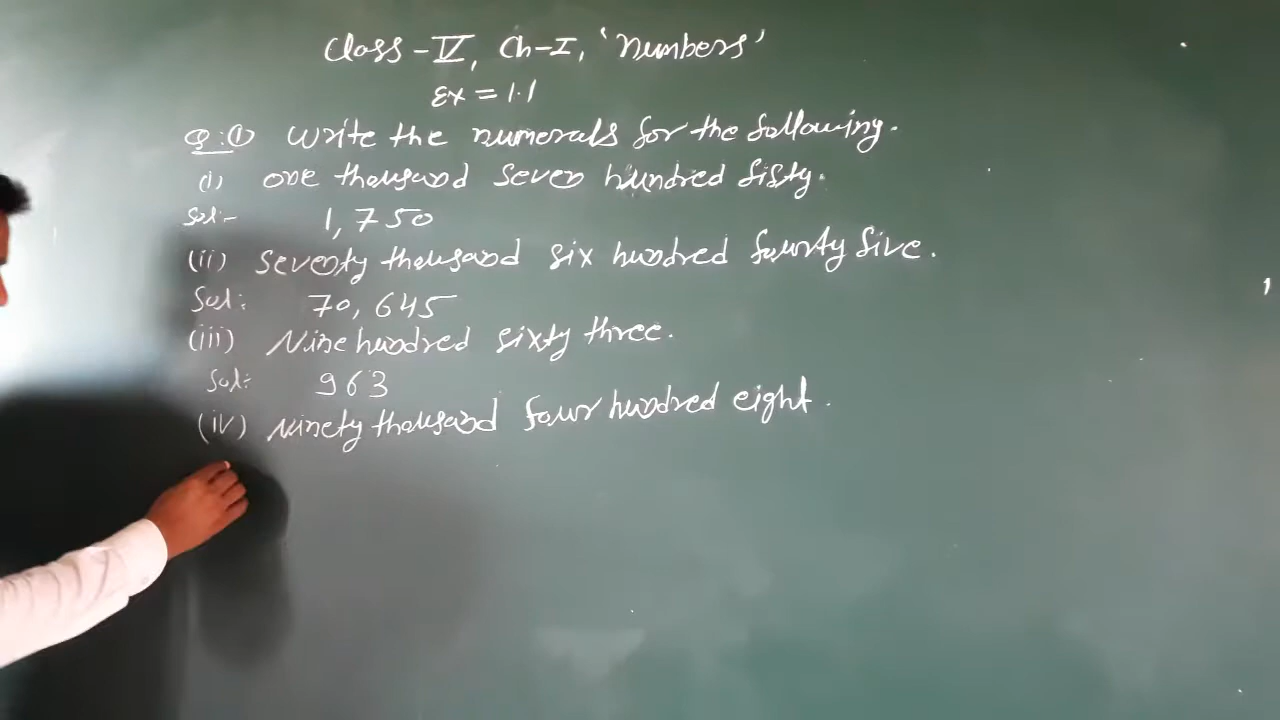 Class - V, Ch-I, 'Numbers'
Ex = 1.1
Q:① Write the numerals for the following.
(i) one thousand seven hundred fifty.
Sol:- 1,750
(ii) Seventy thousand six hundred fourty five.
Sol: 70,645
(iii) Nine hundred sixty three.
Sol: 963
(iv) Ninety thousand four hundred eight.